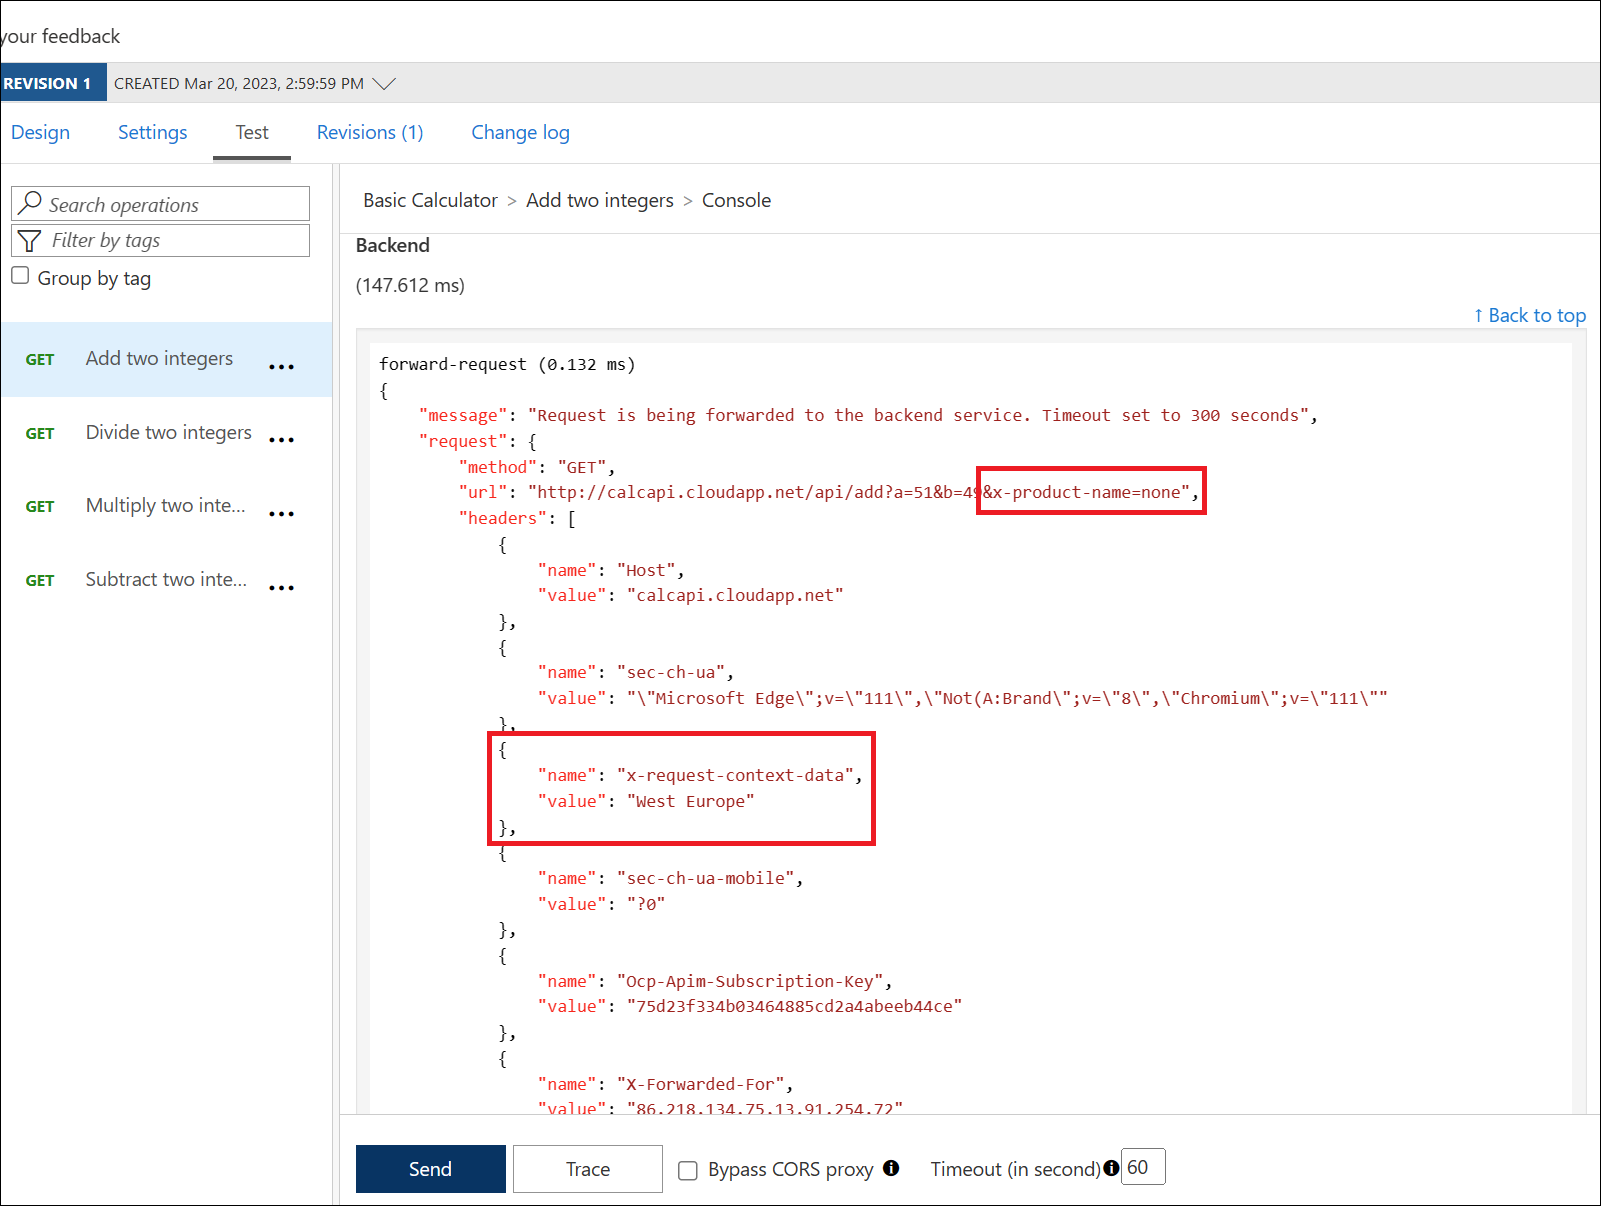 your feedback
REVISION 1 CREATED Mar 20, 2023, 2:59:59 PM
Design Settings Test Revisions (1) Change log
Search operations
Filter by tags
Group by tag
GET Add two integers ...
GET Divide two integers ...
GET Multiply two inte... ...
GET Subtract two inte... ...
Basic Calculator > Add two integers > Console
Backend
(147.612 ms)
↑ Back to top
forward-request (0.132 ms)
{
"message": "Request is being forwarded to the backend service. Timeout set to 300 seconds",
"request": {
"method": "GET",
"url": "http://calcapi.cloudapp.net/api/add?a=51&b=49&x-product-name=none",
"headers": [
{
"name": "Host",
"value": "calcapi.cloudapp.net"
},
{
"name": "sec-ch-ua",
"value": "\"Microsoft Edge\";v=\"111\",\"Not(A:Brand\";v=\"8\",\"Chromium\";v=\"111\""
},
{
"name": "x-request-context-data",
"value": "West Europe"
},
{
"name": "sec-ch-ua-mobile",
"value": "?0"
},
{
"name": "Ocp-Apim-Subscription-Key",
"value": "75d23f334b03464885cd2a4abeeb44ce"
},
{
"name": "X-Forwarded-For",
"value": "86.218.134.75,13.91.254.72"
Send Trace Bypass CORS proxy Timeout (in second) 60